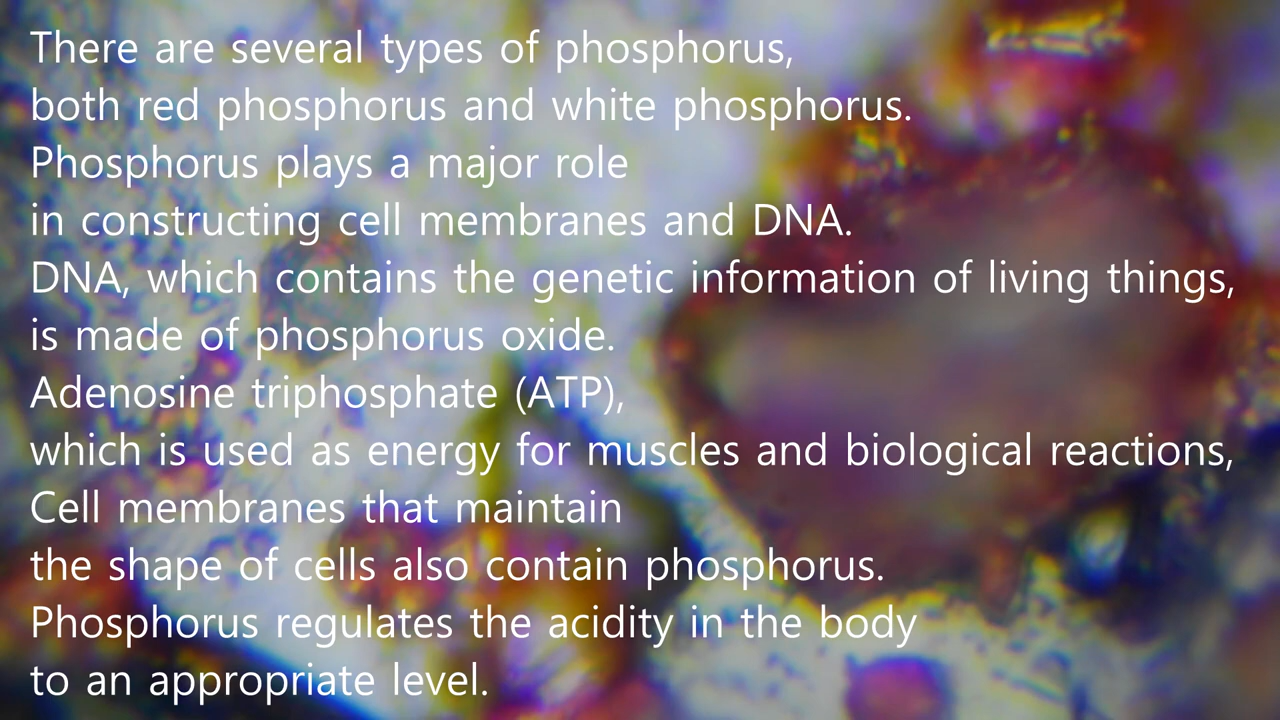 There are several types of phosphorus,
both red phosphorus and white phosphorus.
Phosphorus plays a major role
in constructing cell membranes and DNA.
DNA, which contains the genetic information of living things,
is made of phosphorus oxide.
Adenosine triphosphate (ATP),
which is used as energy for muscles and biological reactions,
Cell membranes that maintain
the shape of cells also contain phosphorus.
Phosphorus regulates the acidity in the body
to an appropriate level.